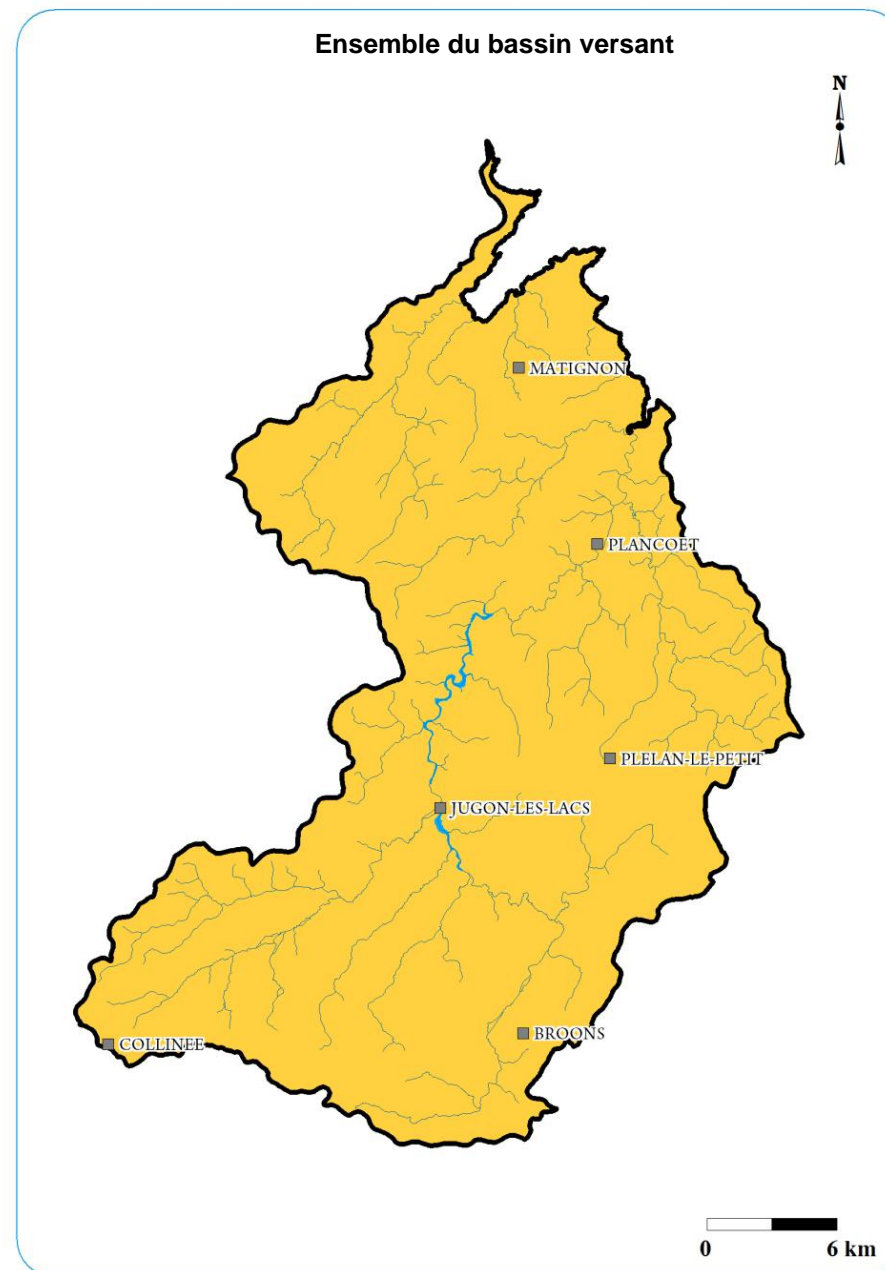 Ensemble du bassin versant
N
MATIGNON
PLANCOET
PLELAN-LE-PETIT
JUGON-LES-LACS
BROONS
COLLINEE
0 6 km